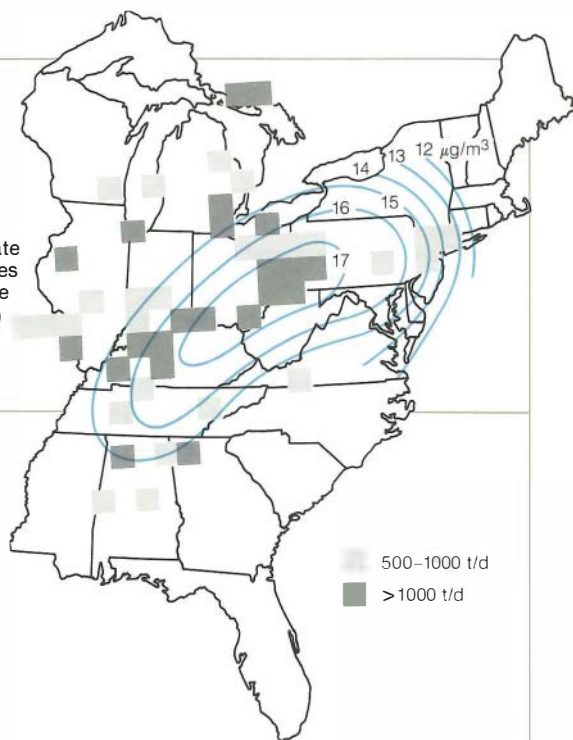 ate
es
e
)
14
13
12 μg/m³
16
15
17
500–1000 t/d
>1000 t/d